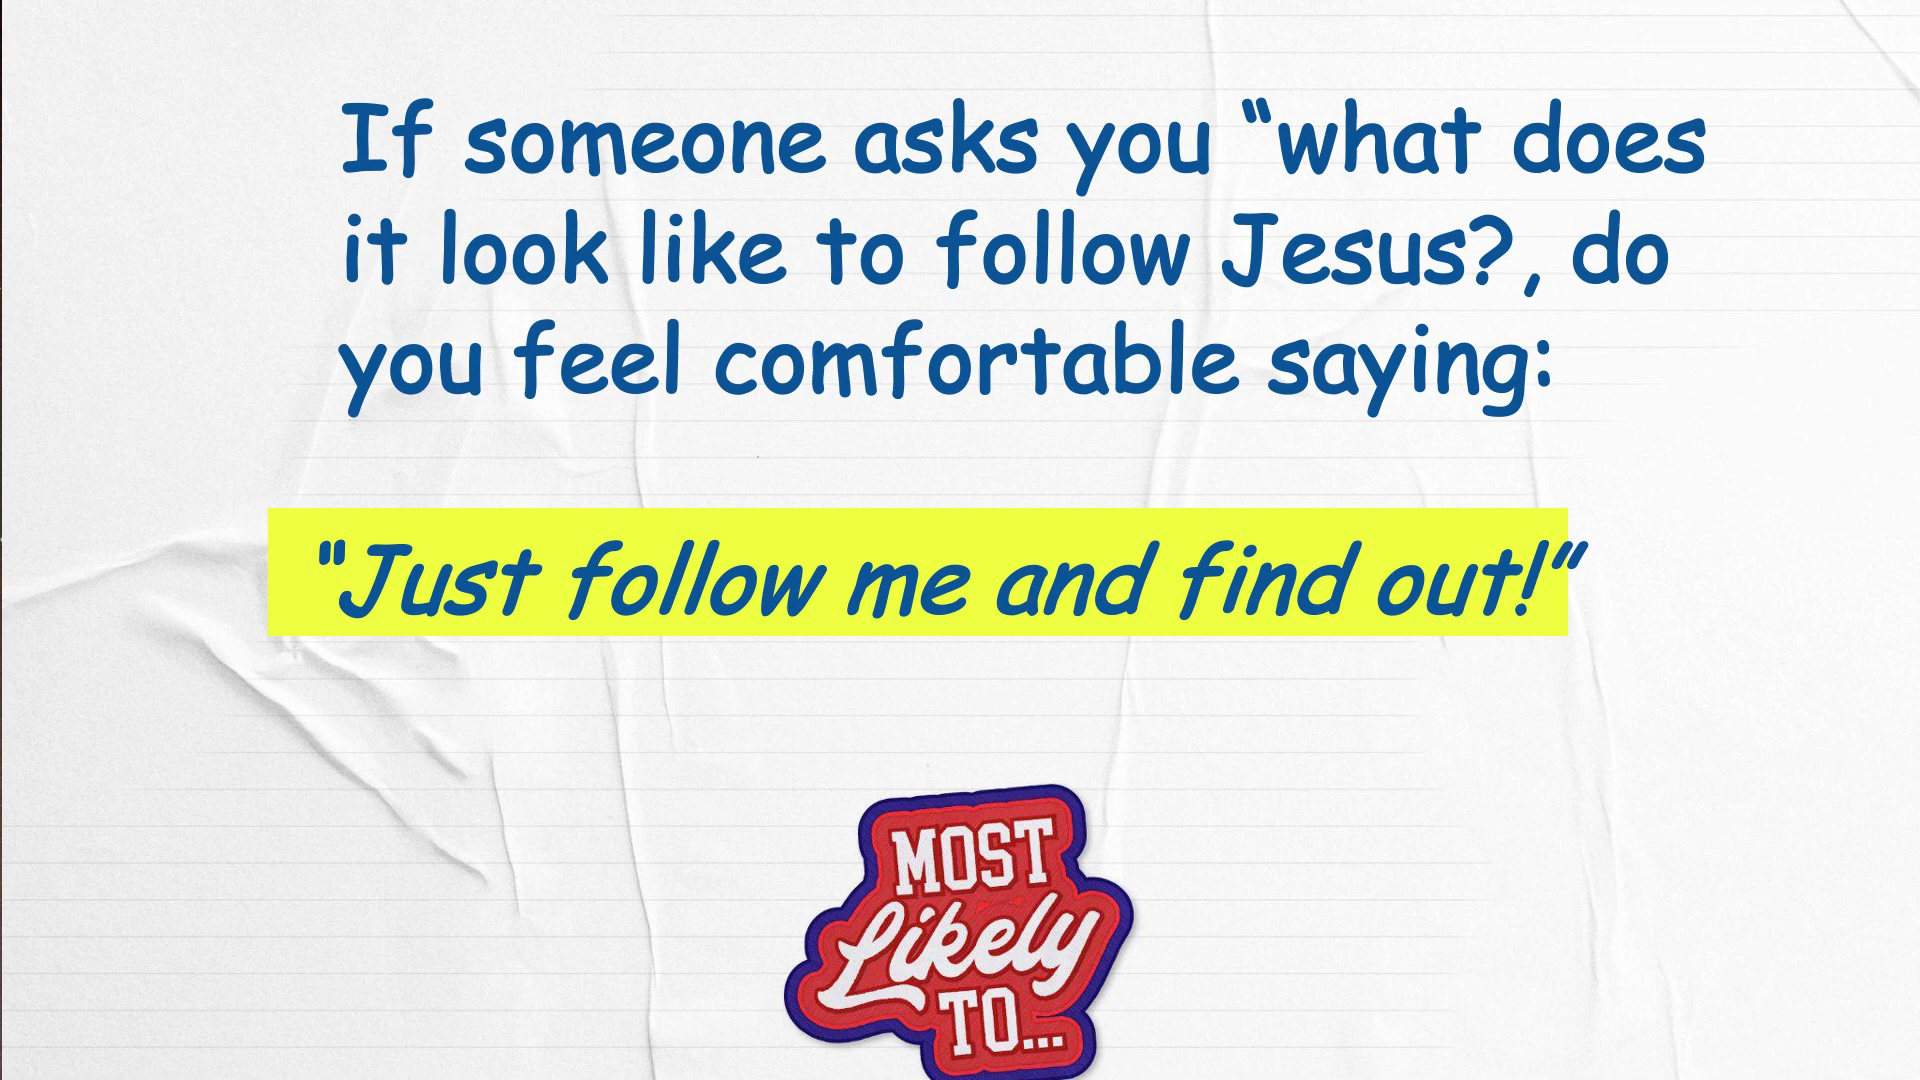 If someone asks you “what does
it look like to follow Jesus?, do
you feel comfortable saying:
“Just follow me and find out!”
MOST
Likely
TO...